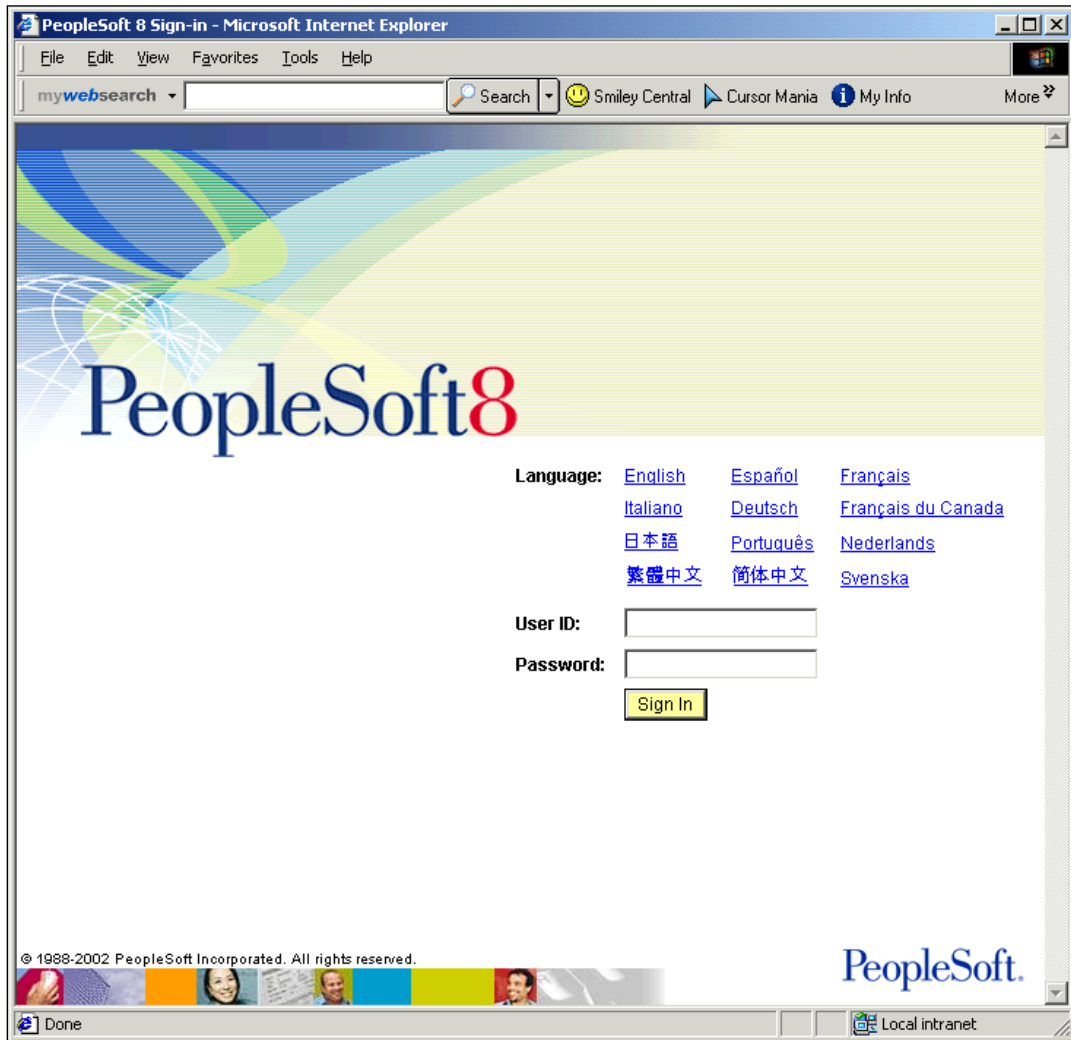 PeopleSoft 8 Sign-in - Microsoft Internet Explorer
File Edit View Favorites Tools Help
mywebsearch Search Smiley Central Cursor Mania My Info More
PeopleSoft8
Language: English Español Français
Italiano Deutsch Français du Canada
日本語 Português Nederlands
繁體中文 简体中文 Svenska
User ID:
Password:
Sign In
© 1988-2002 PeopleSoft Incorporated. All rights reserved.
PeopleSoft.
Done Local intranet